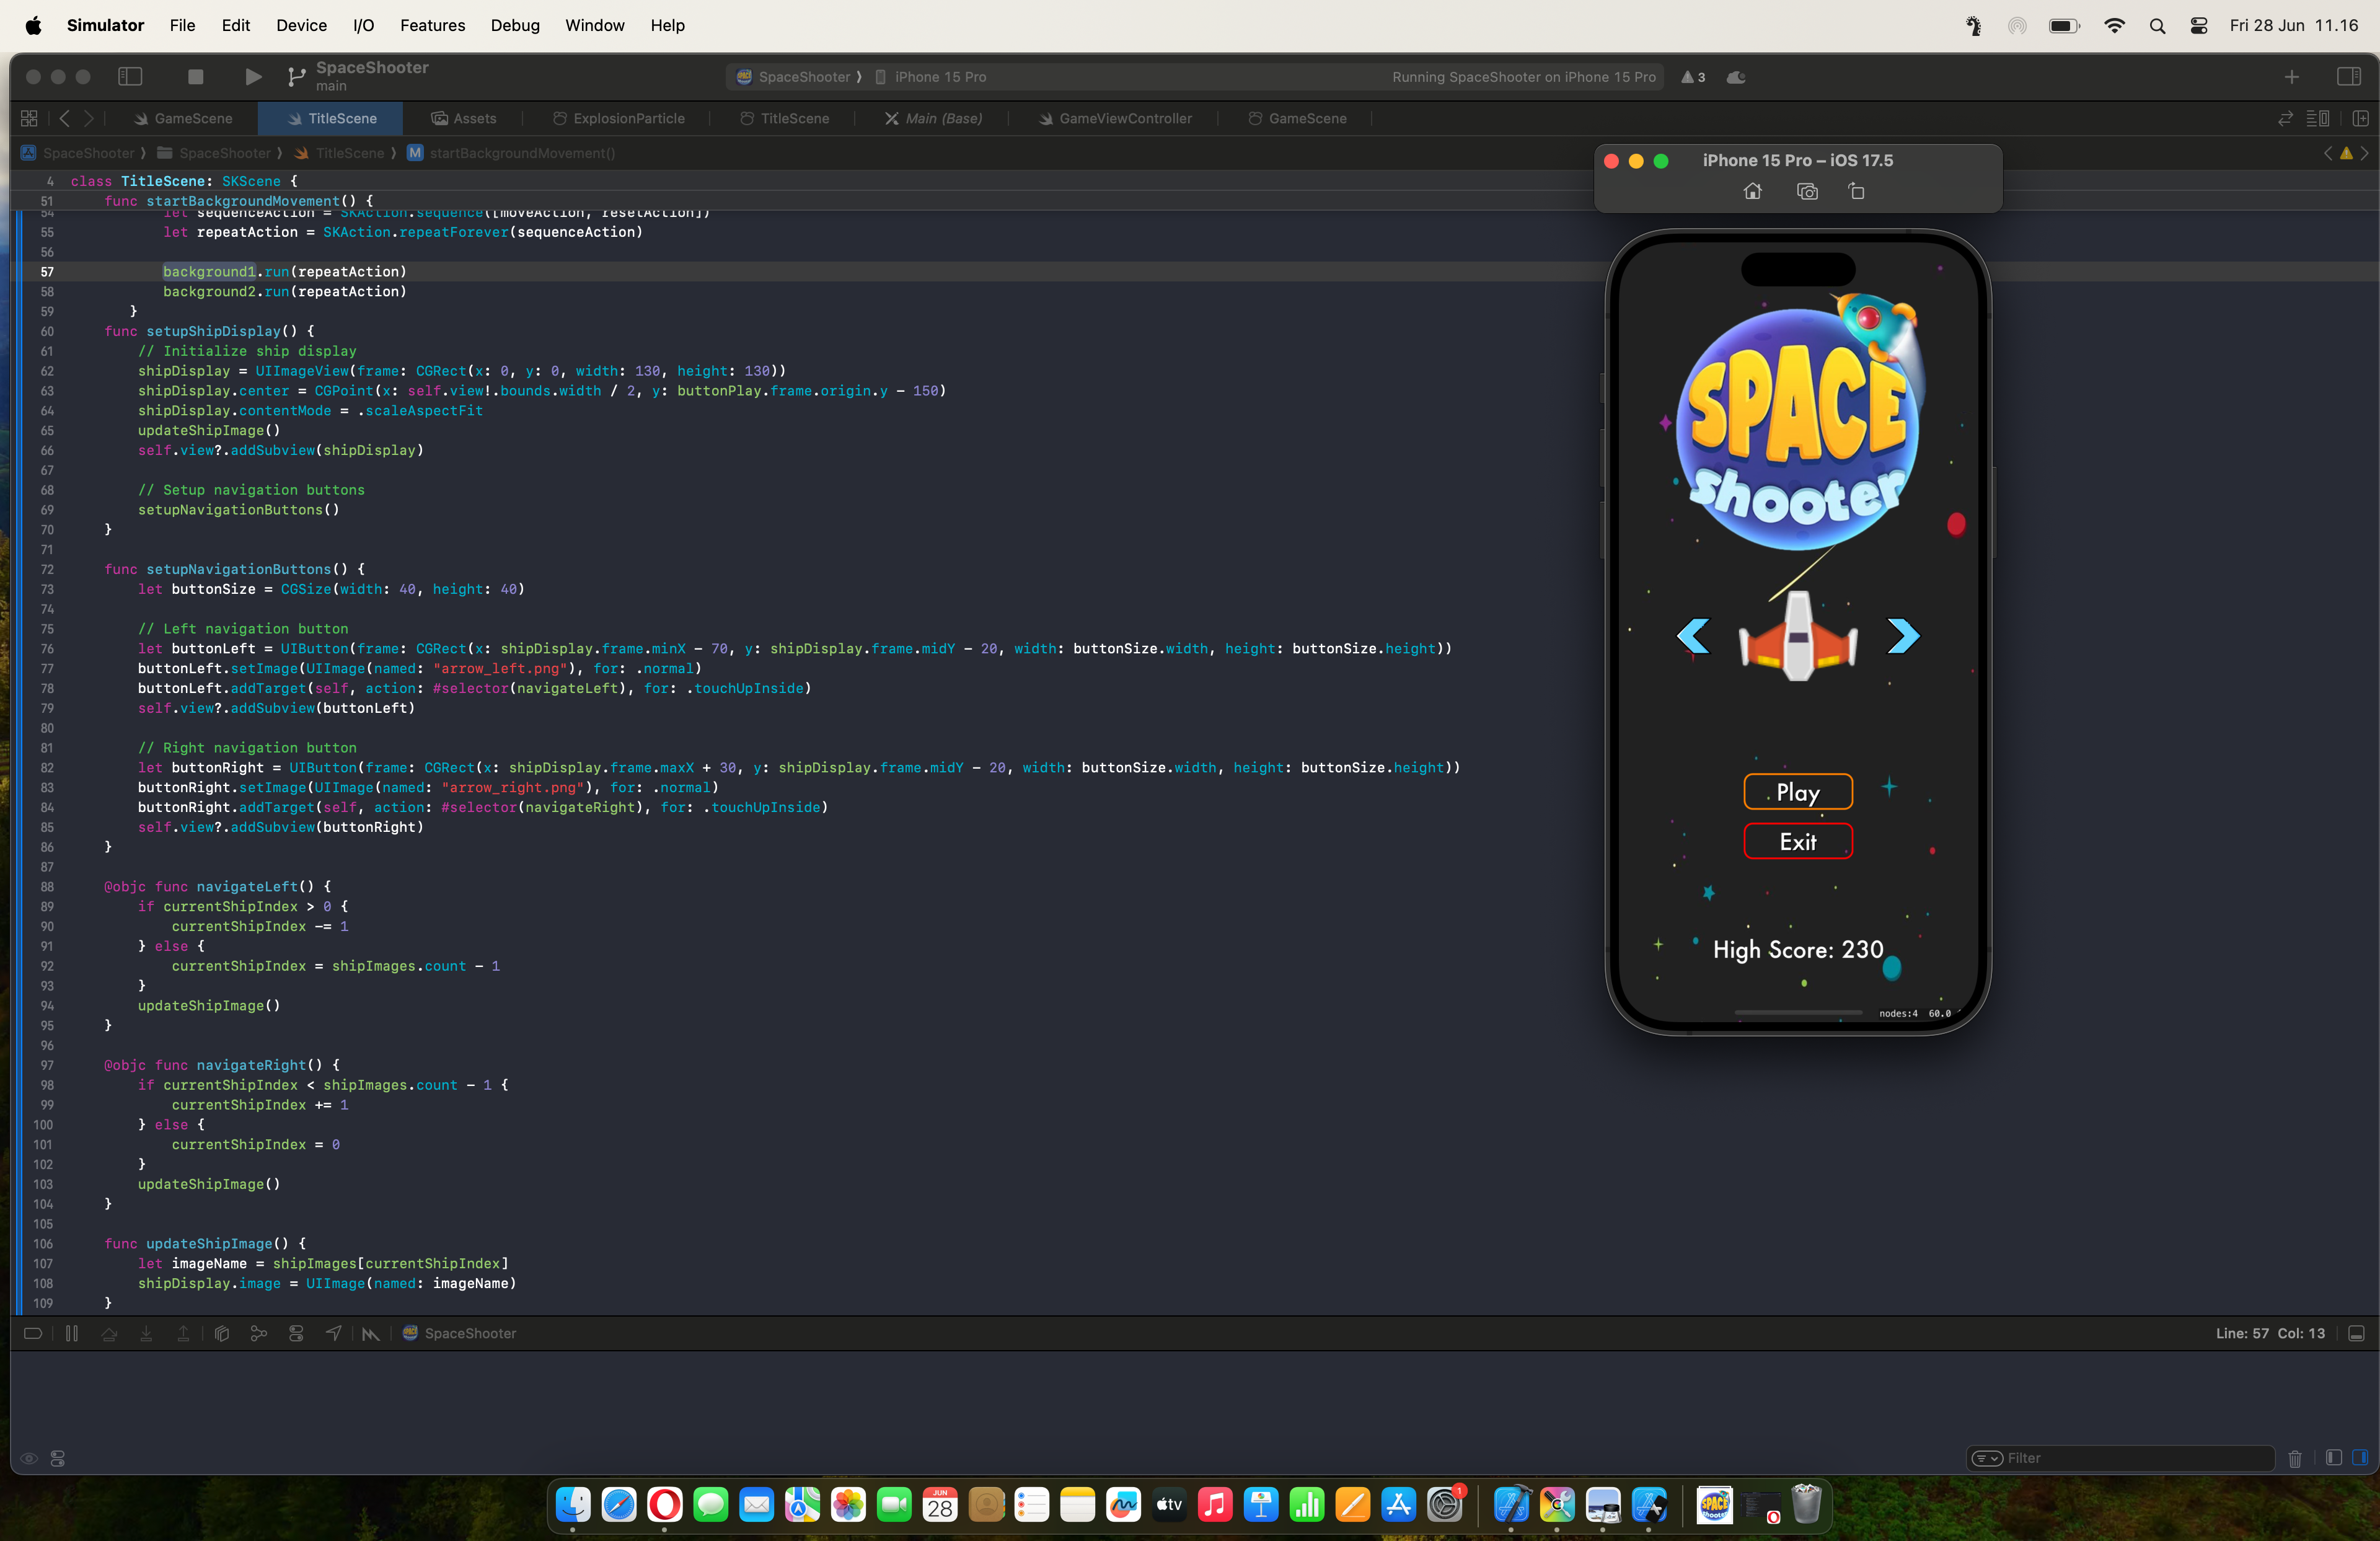 Simulator File Edit Device I/O Features Debug Window Help Fri 28 Jun 11.16
SpaceShooter
main
SpaceShooter ❯ iPhone 15 Pro Running SpaceShooter on iPhone 15 Pro 3
GameScene TitleScene Assets ExplosionParticle TitleScene Main (Base) GameViewController GameScene
SpaceShooter ❯ SpaceShooter ❯ TitleScene ❯ M startBackgroundMovement()
4 class TitleScene: SKScene {
51 func startBackgroundMovement() {
54 let sequenceAction = SKAction.sequence([moveAction, resetAction])
55 let repeatAction = SKAction.repeatForever(sequenceAction)
56
57 background1.run(repeatAction)
58 background2.run(repeatAction)
59 }
60 func setupShipDisplay() {
61 // Initialize ship display
62 shipDisplay = UIImageView(frame: CGRect(x: 0, y: 0, width: 130, height: 130))
63 shipDisplay.center = CGPoint(x: self.view!.bounds.width / 2, y: buttonPlay.frame.origin.y - 150)
64 shipDisplay.contentMode = .scaleAspectFit
65 updateShipImage()
66 self.view?.addSubview(shipDisplay)
67
68 // Setup navigation buttons
69 setupNavigationButtons()
70 }
71
72 func setupNavigationButtons() {
73 let buttonSize = CGSize(width: 40, height: 40)
74
75 // Left navigation button
76 let buttonLeft = UIButton(frame: CGRect(x: shipDisplay.frame.minX - 70, y: shipDisplay.frame.midY - 20, width: buttonSize.width, height: buttonSize.height))
77 buttonLeft.setImage(UIImage(named: "arrow_left.png"), for: .normal)
78 buttonLeft.addTarget(self, action: #selector(navigateLeft), for: .touchUpInside)
79 self.view?.addSubview(buttonLeft)
80
81 // Right navigation button
82 let buttonRight = UIButton(frame: CGRect(x: shipDisplay.frame.maxX + 30, y: shipDisplay.frame.midY - 20, width: buttonSize.width, height: buttonSize.height))
83 buttonRight.setImage(UIImage(named: "arrow_right.png"), for: .normal)
84 buttonRight.addTarget(self, action: #selector(navigateRight), for: .touchUpInside)
85 self.view?.addSubview(buttonRight)
86 }
87
88 @objc func navigateLeft() {
89 if currentShipIndex > 0 {
90 currentShipIndex -= 1
91 } else {
92 currentShipIndex = shipImages.count - 1
93 }
94 updateShipImage()
95 }
96
97 @objc func navigateRight() {
98 if currentShipIndex < shipImages.count - 1 {
99 currentShipIndex += 1
100 } else {
101 currentShipIndex = 0
102 }
103 updateShipImage()
104 }
105
106 func updateShipImage() {
107 let imageName = shipImages[currentShipIndex]
108 shipDisplay.image = UIImage(named: imageName)
109 }
iPhone 15 Pro – iOS 17.5
SPACE
shooter
Play
Exit
High Score: 230
nodes:4 60.0
SpaceShooter Line: 57 Col: 13
Filter
JUN
28
tv
1
SPACE
shooter